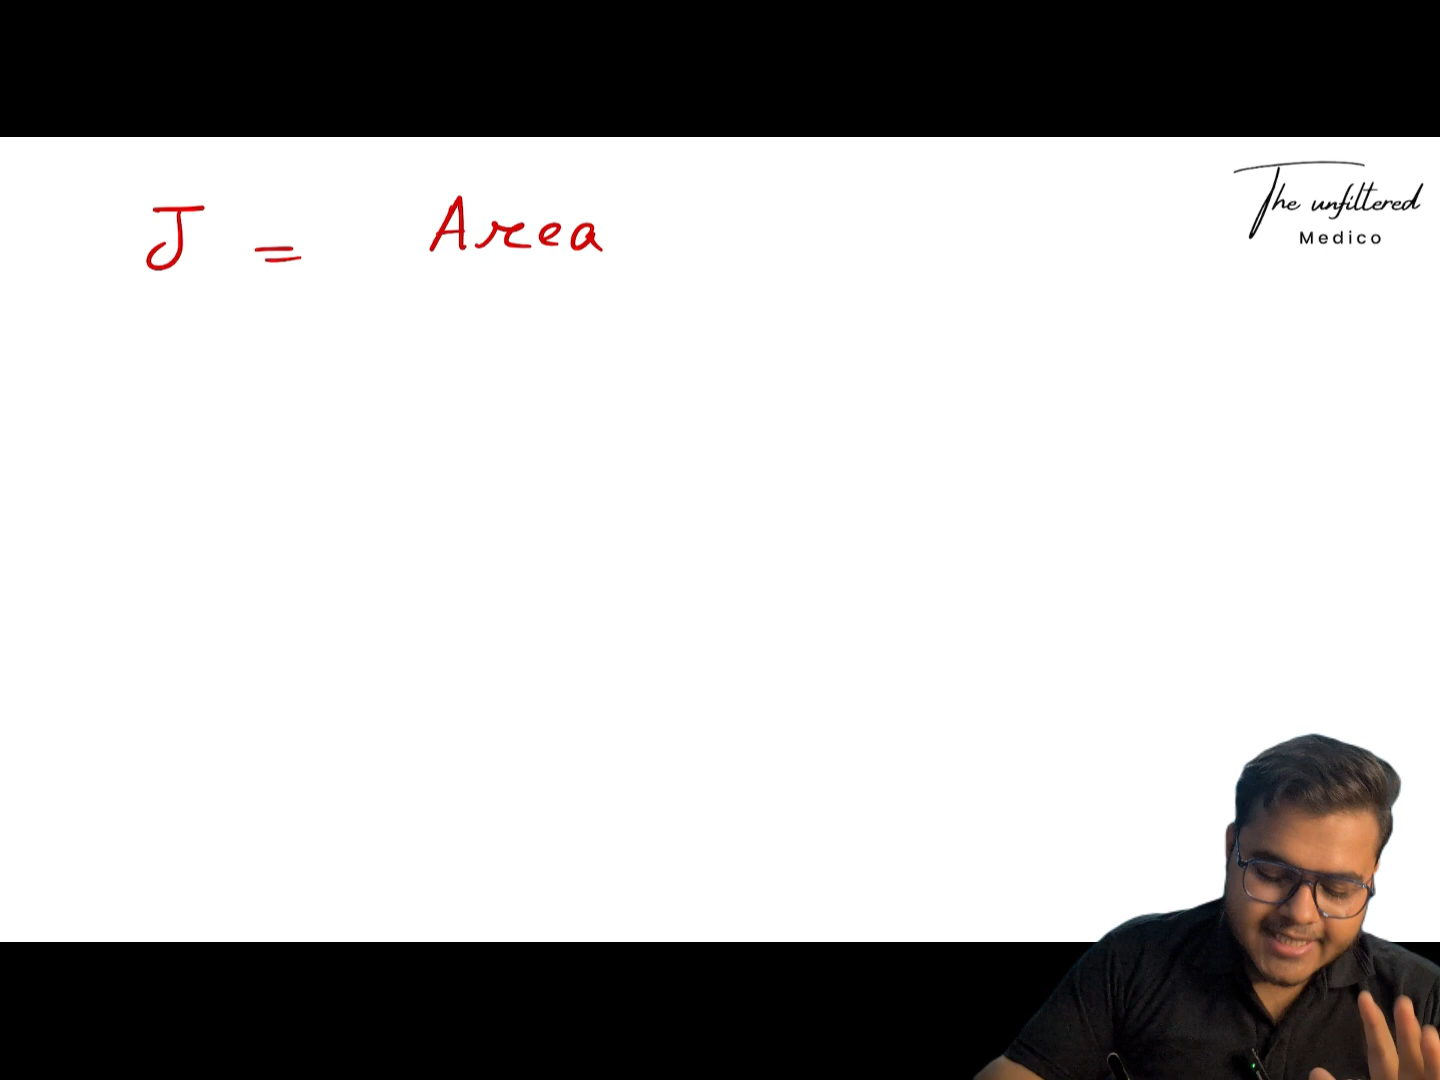 J = Area
The unfiltered
Medico